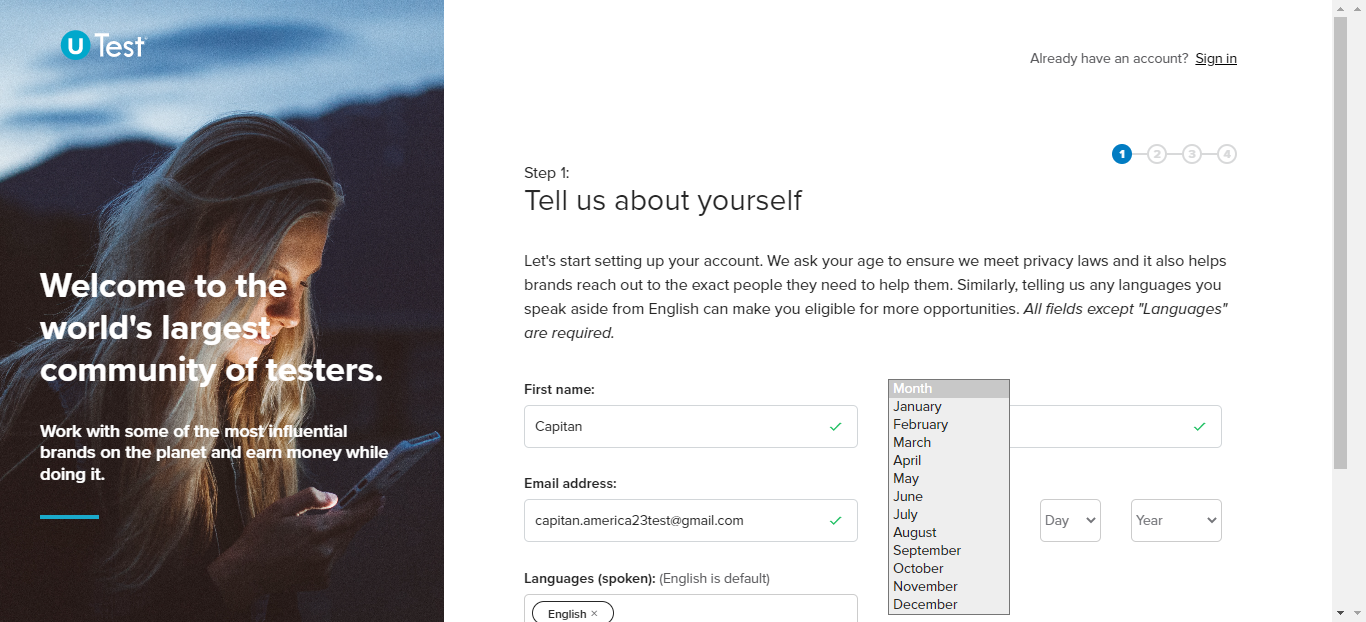 U Test
Welcome to the
world's largest
community of testers.
Work with some of the most influential
brands on the planet and earn money while
doing it.
Already have an account? Sign in
1 2 3 4
Step 1:
Tell us about yourself
Let's start setting up your account. We ask your age to ensure we meet privacy laws and it also helps
brands reach out to the exact people they need to help them. Similarly, telling us any languages you
speak aside from English can make you eligible for more opportunities. All fields except "Languages"
are required.
First name:
Capitan
Email address:
capitan.america23test@gmail.com
Languages (spoken): (English is default)
English ×
Month
January
February
March
April
May
June
July
August
September
October
November
December
Day
Year